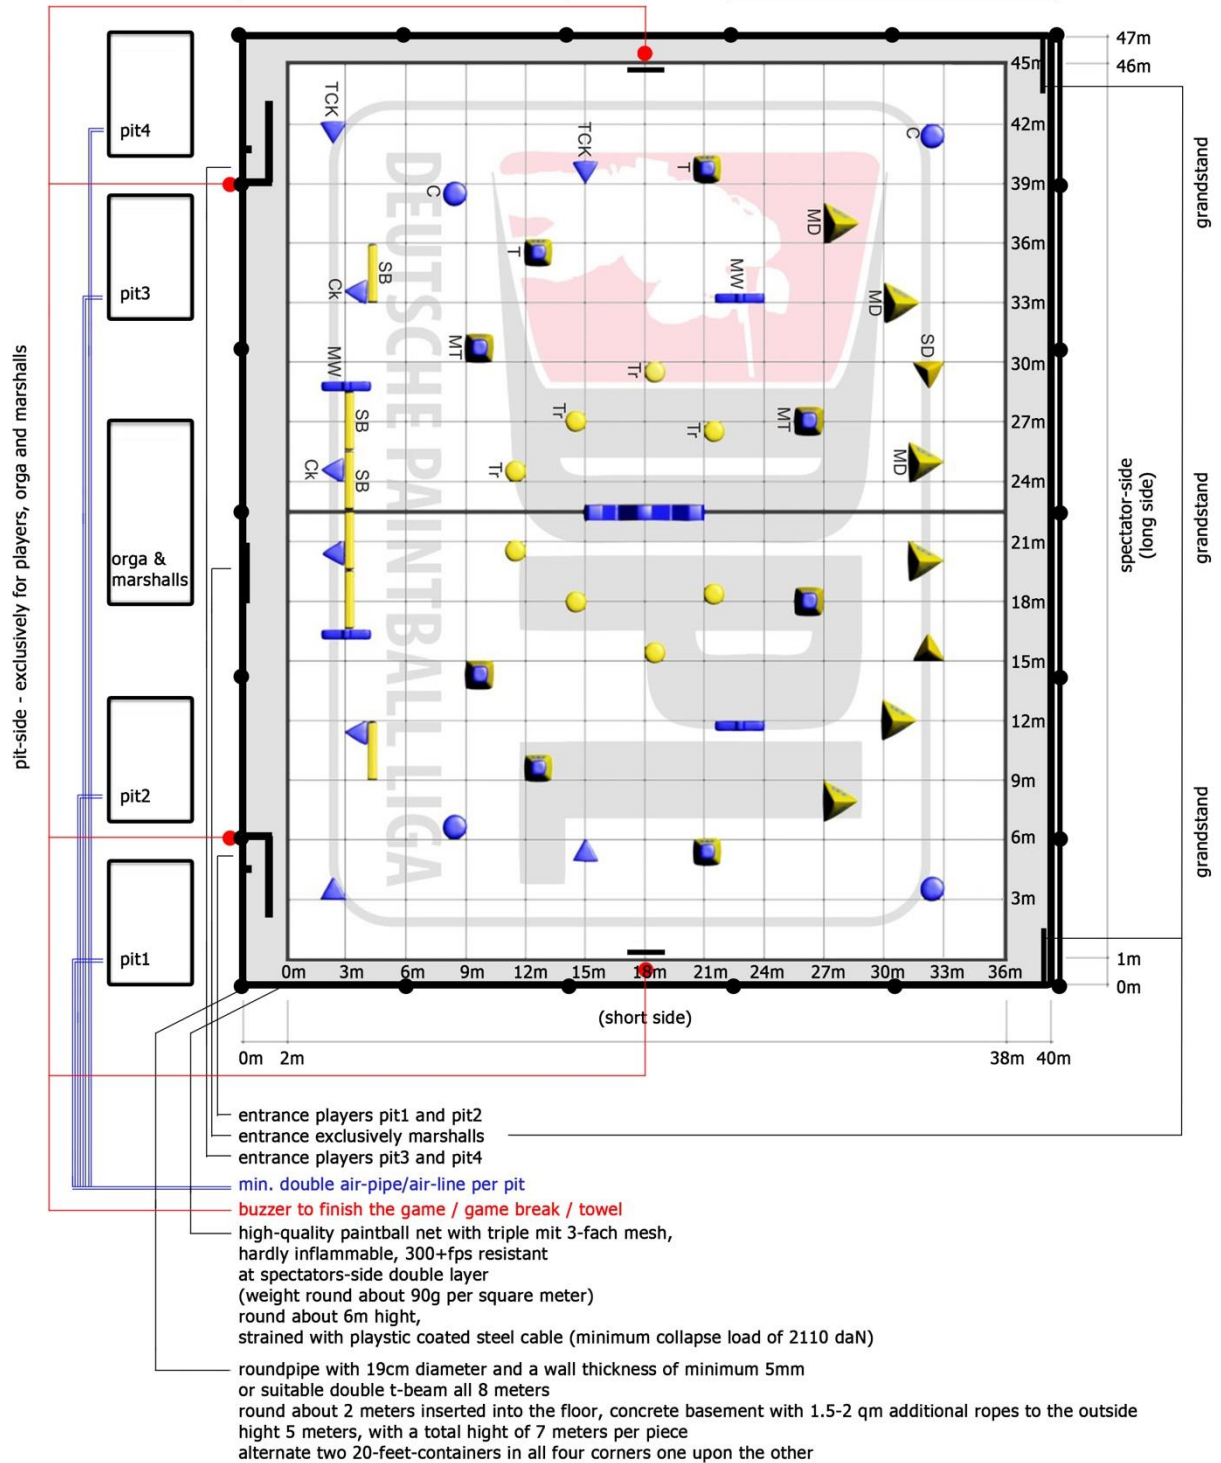 47m
45m
46m
TCK
pit4
42m
TCK
C
T
C
39m
grandstand
pit3
MD
36m
T
SB
Ck
MW
33m
MD
MT
MW
SD
30m
Tr
pit-side - exclusively for players, orga and marshalls
DEUTSCHE PAINTBALL LIGA
DPL
Tr
Tr
MT
27m
SB
Ck
SB
Tr
MD
24m
spectator-side
(long side)
grandstand
orga &
marshalls
21m
18m
15m
12m
pit2
9m
grandstand
6m
3m
pit1
0m 3m 6m 9m 12m 15m 18m 21m 24m 27m 30m 33m 36m
1m
0m
(short side)
0m 2m 38m 40m
entrance players pit1 and pit2
entrance exclusively marshalls
entrance players pit3 and pit4
min. double air-pipe/air-line per pit
buzzer to finish the game / game break / towel
high-quality paintball net with triple mit 3-fach mesh,
hardly inflammable, 300+fps resistant
at spectators-side double layer
(weight round about 90g per square meter)
round about 6m hight,
strained with playstic coated steel cable (minimum collapse load of 2110 daN)
roundpipe with 19cm diameter and a wall thickness of minimum 5mm
or suitable double t-beam all 8 meters
round about 2 meters inserted into the floor, concrete basement with 1.5-2 qm additional ropes to the outside
hight 5 meters, with a total hight of 7 meters per piece
alternate two 20-feet-containers in all four corners one upon the other